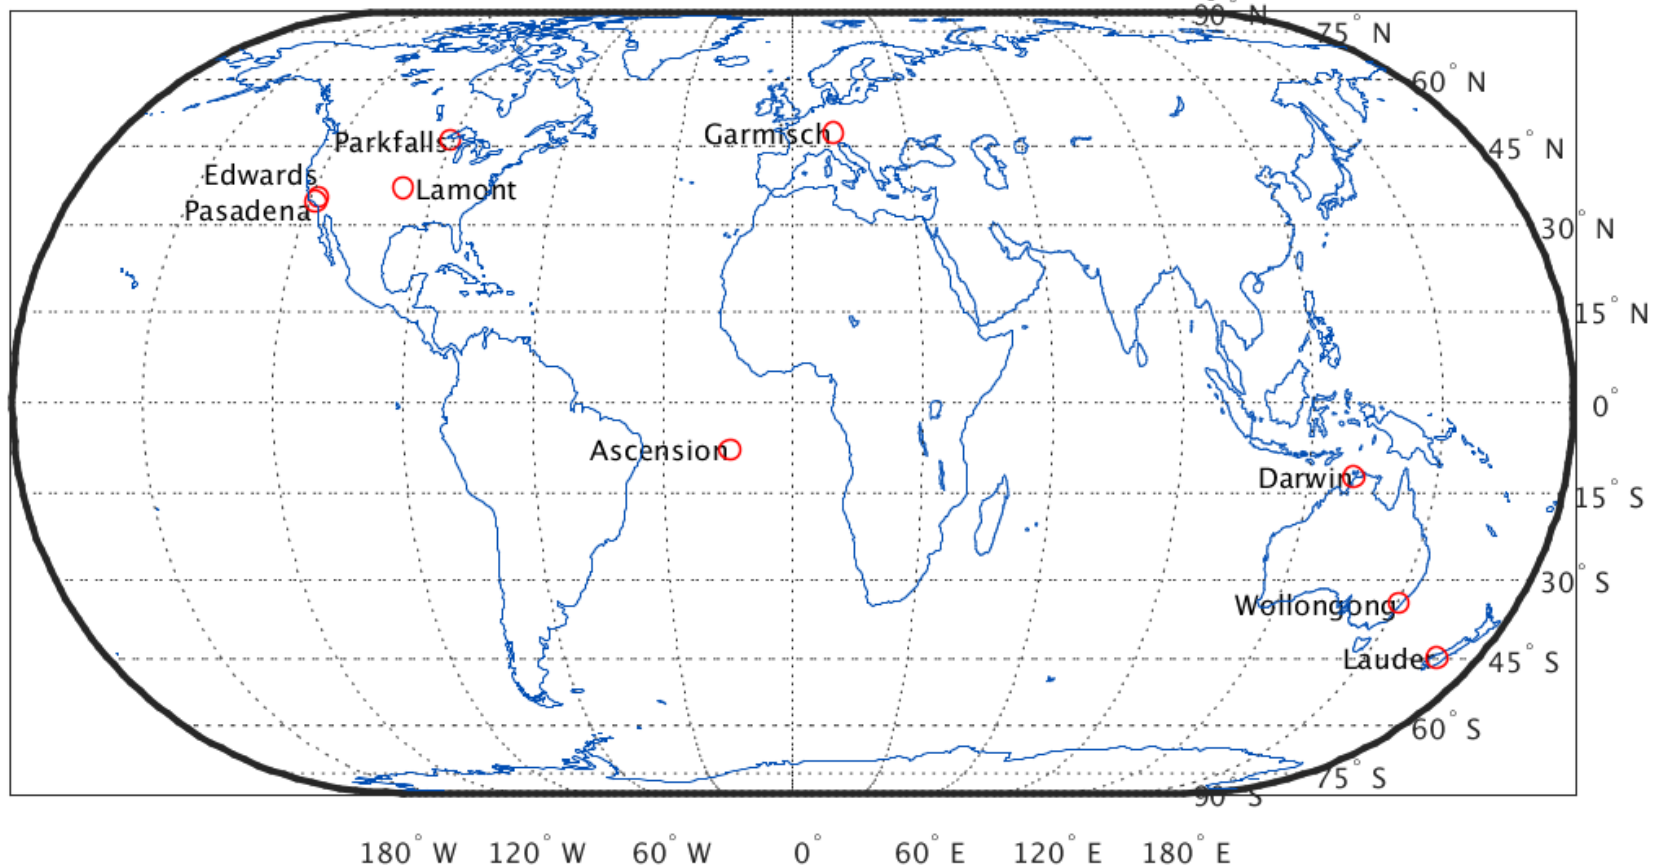 90° N
75° N
60° N
Parkfalls
Garmisch
45° N
Edwards
Lamont
Pasadena
30° N
15° N
0°
Ascension
Darwin
15° S
30° S
Wollongong
Lauder
45° S
60° S
75° S
90° S
180° W 120° W 60° W 0° 60° E 120° E 180° E